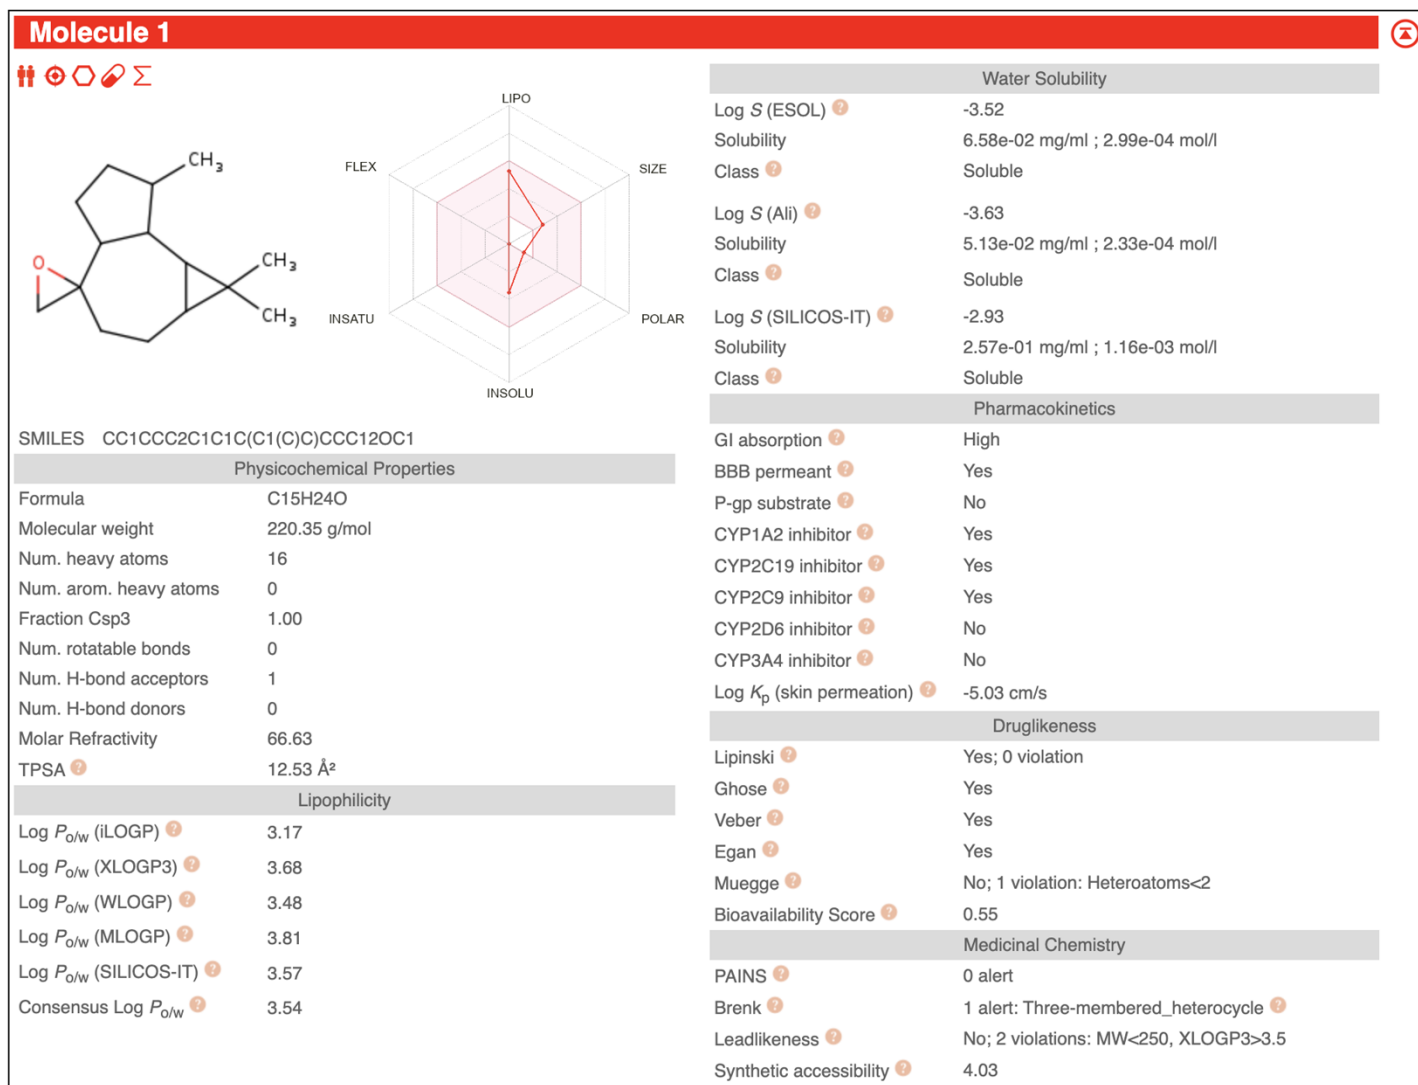 Molecule 1
CH3
O
CH3
CH3
LIPO
FLEX
SIZE
INSATU
POLAR
INSOLU
SMILES CC1CCC2C1C1C(C1(C)C)CCC12OC1
Physicochemical Properties
Formula C15H24O
Molecular weight 220.35 g/mol
Num. heavy atoms 16
Num. arom. heavy atoms 0
Fraction Csp3 1.00
Num. rotatable bonds 0
Num. H-bond acceptors 1
Num. H-bond donors 0
Molar Refractivity 66.63
TPSA ? 12.53 Å²
Lipophilicity
Log Po/w (iLOGP) ? 3.17
Log Po/w (XLOGP3) ? 3.68
Log Po/w (WLOGP) ? 3.48
Log Po/w (MLOGP) ? 3.81
Log Po/w (SILICOS-IT) ? 3.57
Consensus Log Po/w ? 3.54
Water Solubility
Log S (ESOL) ? -3.52
Solubility 6.58e-02 mg/ml ; 2.99e-04 mol/l
Class ? Soluble
Log S (Ali) ? -3.63
Solubility 5.13e-02 mg/ml ; 2.33e-04 mol/l
Class ? Soluble
Log S (SILICOS-IT) ? -2.93
Solubility 2.57e-01 mg/ml ; 1.16e-03 mol/l
Class ? Soluble
Pharmacokinetics
GI absorption ? High
BBB permeant ? Yes
P-gp substrate ? No
CYP1A2 inhibitor ? Yes
CYP2C19 inhibitor ? Yes
CYP2C9 inhibitor ? Yes
CYP2D6 inhibitor ? No
CYP3A4 inhibitor ? No
Log Kp (skin permeation) ? -5.03 cm/s
Druglikeness
Lipinski ? Yes; 0 violation
Ghose ? Yes
Veber ? Yes
Egan ? Yes
Muegge ? No; 1 violation: Heteroatoms<2
Bioavailability Score ? 0.55
Medicinal Chemistry
PAINS ? 0 alert
Brenk ? 1 alert: Three-membered_heterocycle ?
Leadlikeness ? No; 2 violations: MW<250, XLOGP3>3.5
Synthetic accessibility ? 4.03